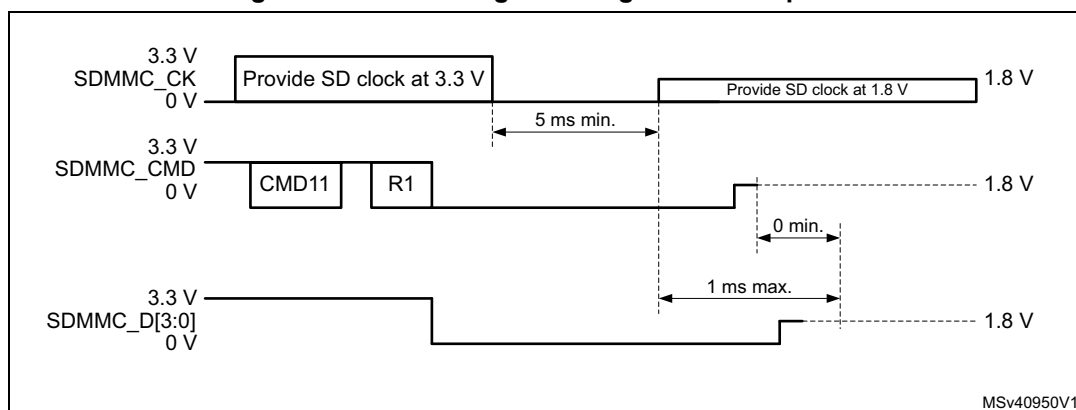 3.3 V
SDMMC_CK
0 V
Provide SD clock at 3.3 V
Provide SD clock at 1.8 V
1.8 V
5 ms min.
3.3 V
SDMMC_CMD
0 V
CMD11
R1
1.8 V
0 min.
1 ms max.
3.3 V
SDMMC_D[3:0]
0 V
1.8 V
MSv40950V1